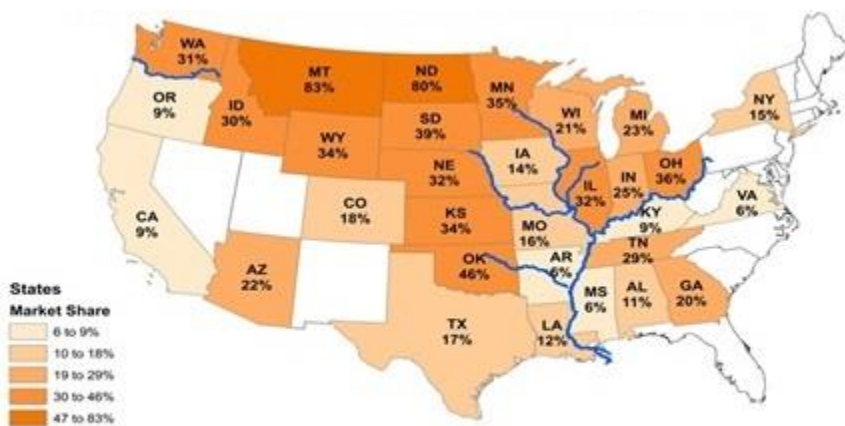 WA
31%
MT
83%
ND
80%
MN
35%
OR
9%
ID
30%
SD
39%
WI
21%
MI
23%
NY
15%
WY
34%
NE
32%
IA
14%
IL
32%
IN
25%
OH
36%
CA
9%
CO
18%
KS
34%
MO
16%
KY
9%
VA
6%
AZ
22%
OK
46%
AR
6%
TN
29%
TX
17%
LA
12%
MS
6%
AL
11%
GA
20%
States
Market Share
6 to 9%
10 to 18%
19 to 29%
30 to 46%
47 to 83%